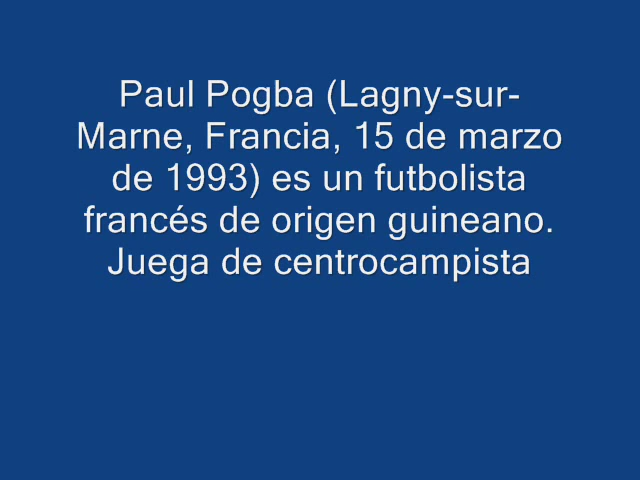 Paul Pogba (Lagny-sur-
Marne, Francia, 15 de marzo
de 1993) es un futbolista
francés de origen guineano.
Juega de centrocampista